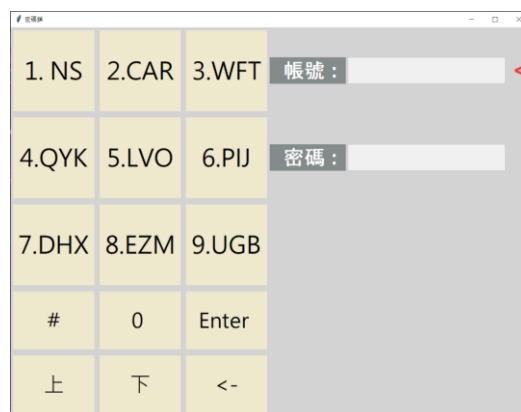 密碼鎖
1. NS 2.CAR 3.WFT 帳號： <
4.QYK 5.LVO 6.PIJ 密碼：
7.DHX 8.EZM 9.UGB
# 0 Enter
上 下 <-